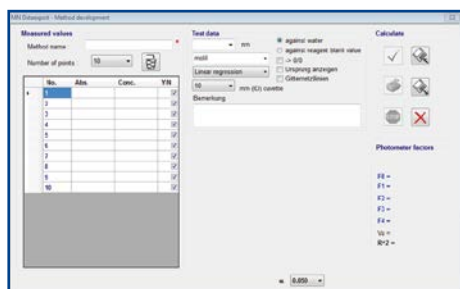 MN Dataexpert - Method development
Measured values
Method name *
Number of points 10
No. Abs. Conc. Y/N
1
2
3
4
5
6
7
8
9
10
Test data
nm
mol/l
Linear regression
10 mm (ID) cuvette
Bemerkung
against water
against reagent blank value
-> 0/0
Ursprung anzeigen
Gitternetzlinien
Calculate
Photometer factors
F0 =
F1 =
F2 =
F3 =
F4 =
Vs =
R^2 =
0.050